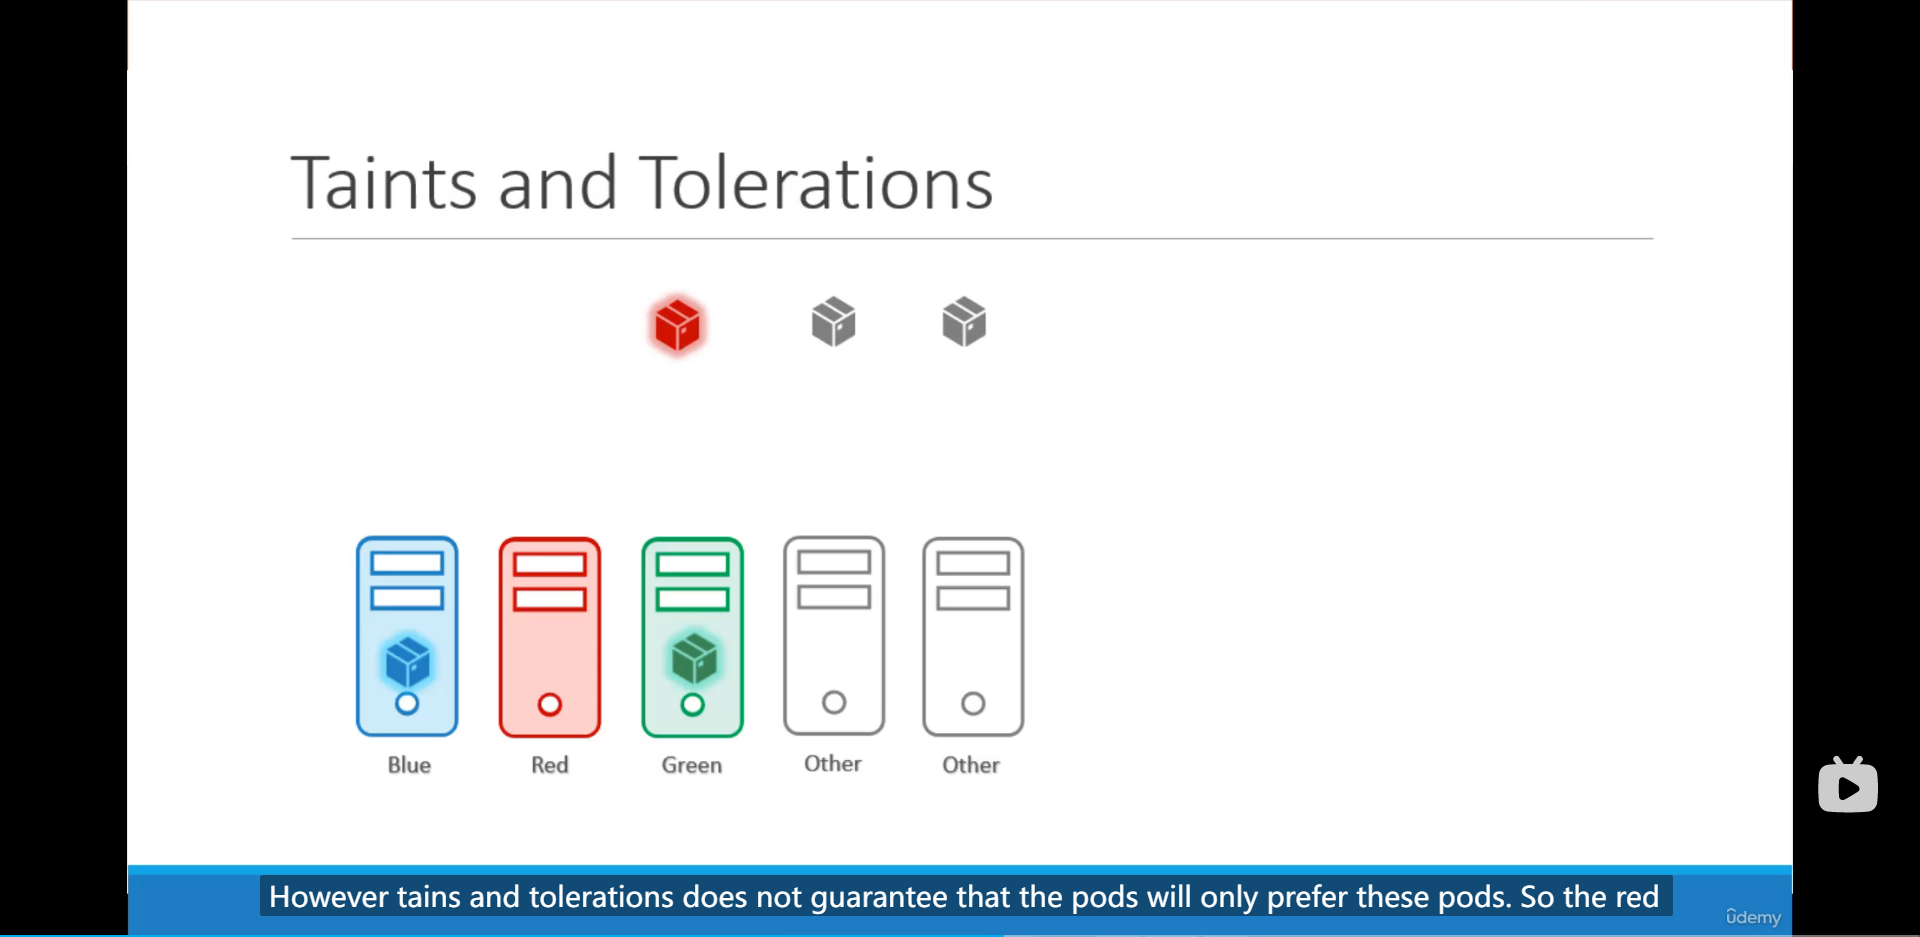 Taints and Tolerations
Blue
Red
Green
Other
Other
However tains and tolerations does not guarantee that the pods will only prefer these pods. So the red
ûdemy